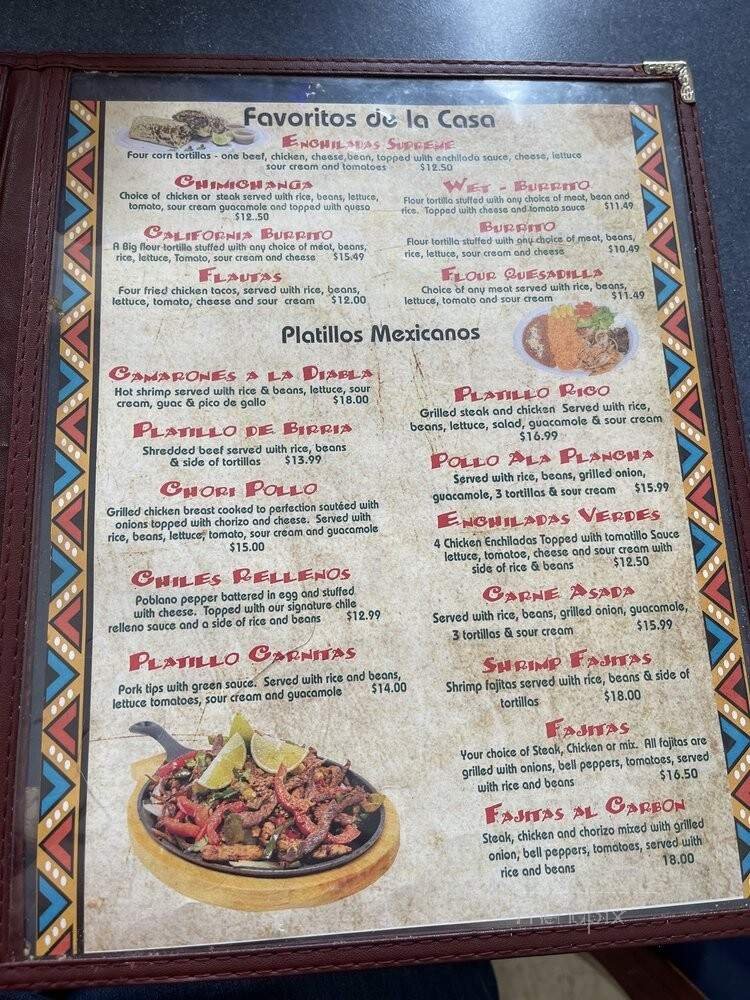 Favoritos de la Casa
Enchiladas Supreme
Four corn tortillas - one beef, chicken, cheese,bean, topped with enchilada sauce, cheese, lettuce
sour cream and tomatoes $12.50
Chimichanga
Choice of chicken or steak served with rice, beans, lettuce,
tomato, sour cream guacamole and topped with queso
$12..50
California Burrito
A Big flour tortilla stuffed with any choice of meat, beans,
rice, lettuce, Tomato, sour cream and cheese $15.49
Flautas
Four fried chicken tacos, served with rice, beans,
lettuce, tomato, cheese and sour cream $12.00
Wet - Burrito
Flour tortilla stuffed with any choice of meat, bean and
rice. Topped with cheese and tomato sauce $11.49
Burrito
Flour tortilla stuffed with any choice of meat, beans,
rice, lettuce, sour cream and cheese $10.49
Flour Quesadilla
Choice of any meat served with rice, beans,
lettuce, tomato and sour cream $11.49
Platillos Mexicanos
Camarones a la Diabla
Hot shrimp served with rice & beans, lettuce, sour
cream, guac & pico de gallo $18.00
Platillo de Birria
Shredded beef served with rice, beans
& side of tortillas $13.99
Chori Pollo
Grilled chicken breast cooked to perfection sautéed with
onions topped with chorizo and cheese. Served with
rice, beans, lettuce, tomato, sour cream and guacamole
$15.00
Chiles Rellenos
Poblano pepper battered in egg and stuffed
with cheese. Topped with our signature chile
relleno sauce and a side of rice and beans $12.99
Platillo Carnitas
Pork tips with green sauce. Served with rice and beans,
lettuce tomatoes, sour cream and guacamole $14.00
Platillo Rico
Grilled steak and chicken Served with rice,
beans, lettuce, salad, guacamole & sour cream
$16.99
Pollo Ala Plancha
Served with rice, beans, grilled onion,
guacamole, 3 tortillas & sour cream $15.99
Enchiladas Verdes
4 Chicken Enchiladas Topped with tomatillo Sauce
lettuce, tomatoe, cheese and sour cream with
side of rice & beans $12.50
Carne Asada
Served with rice, beans, grilled onion, guacamole,
3 tortillas & sour cream $15.99
Shrimp Fajitas
Shrimp fajitas served with rice, beans & side of
tortillas $18.00
Fajitas
Your choice of Steak, Chicken or mix. All fajitas are
grilled with onions, bell peppers, tomatoes, served
with rice and beans $16.50
Fajitas al Carbon
Steak, chicken and chorizo mixed with grilled
onion, bell peppers, tomatoes, served with
rice and beans 18.00
menupix